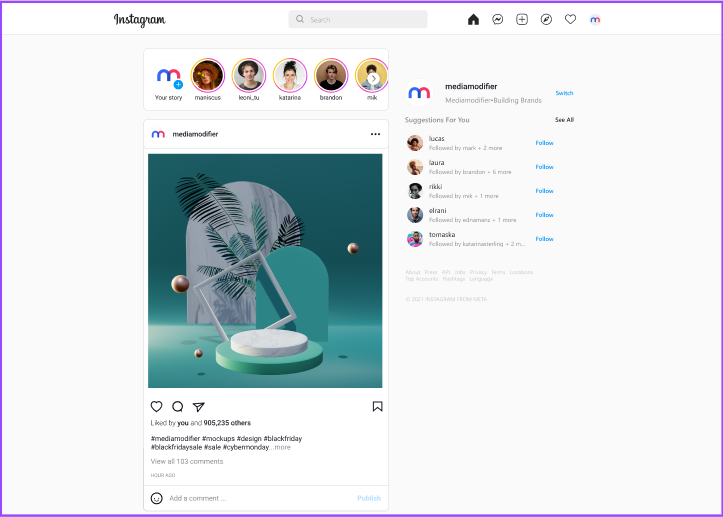 Instagram
Search
Your story
maniscus
leoni_tu
katarina
brandon
mik
mediamodifier
Liked by you and 905,235 others
#mediamodifier #mockups #design #blackfriday
#blackfridaysale #sale #cybermonday...more
View all 103 comments
HOUR AGO
Add a comment ...
Publish
mediamodifier
Mediamodifier•Building Brands
Switch
Suggestions For You
See All
lucas
Followed by mark + 2 more
Follow
laura
Followed by brandon + 6 more
Follow
rikki
Followed by mik + 1 more
Follow
elrani
Followed by ednamanz + 1 more
Follow
tomaska
Follow
About Press API Jobs Privacy Terms Locations
Top Accounts Hashtags Language
© 2021 INSTAGRAM FROM META